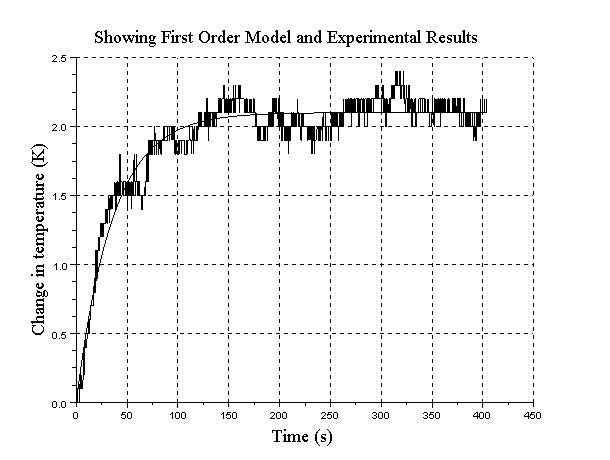 Showing First Order Model and Experimental Results
2.5
2.0
1.5
1.0
0.5
0.0
Change in temperature (K)
0 50 100 150 200 250 300 350 400 450
Time (s)